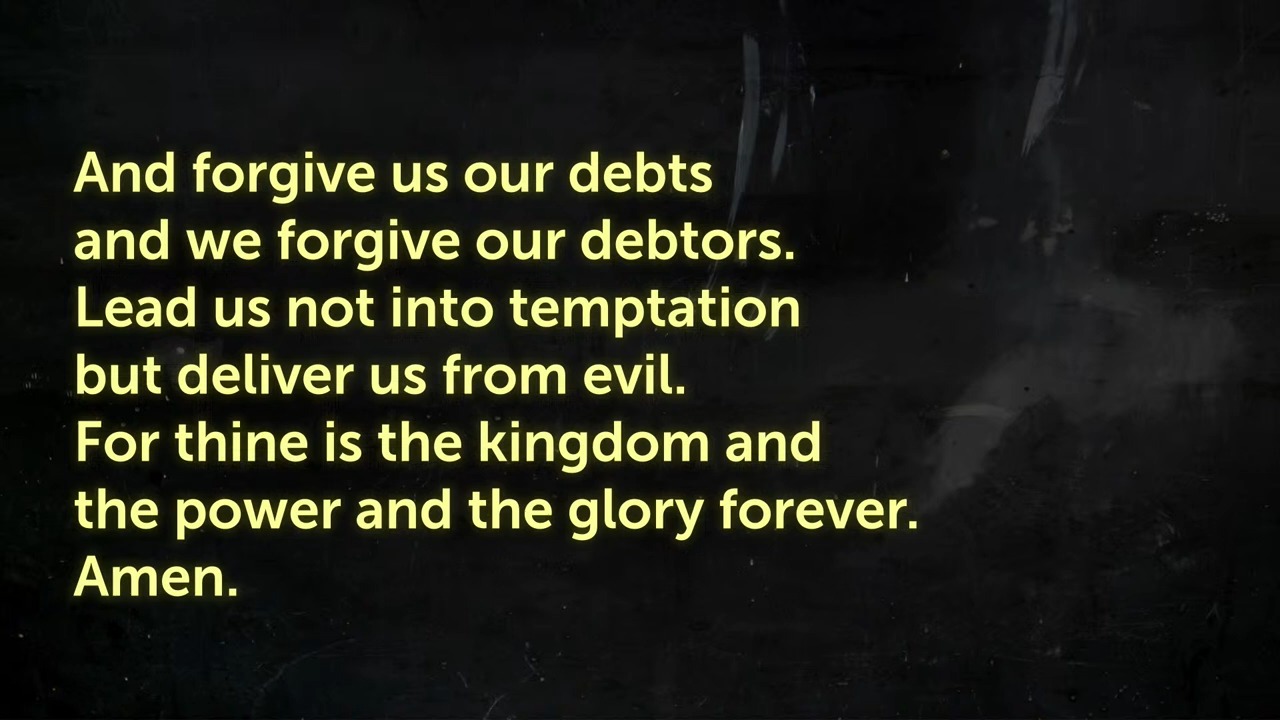 And forgive us our debts
and we forgive our debtors.
Lead us not into temptation
but deliver us from evil.
For thine is the kingdom and
the power and the glory forever.
Amen.